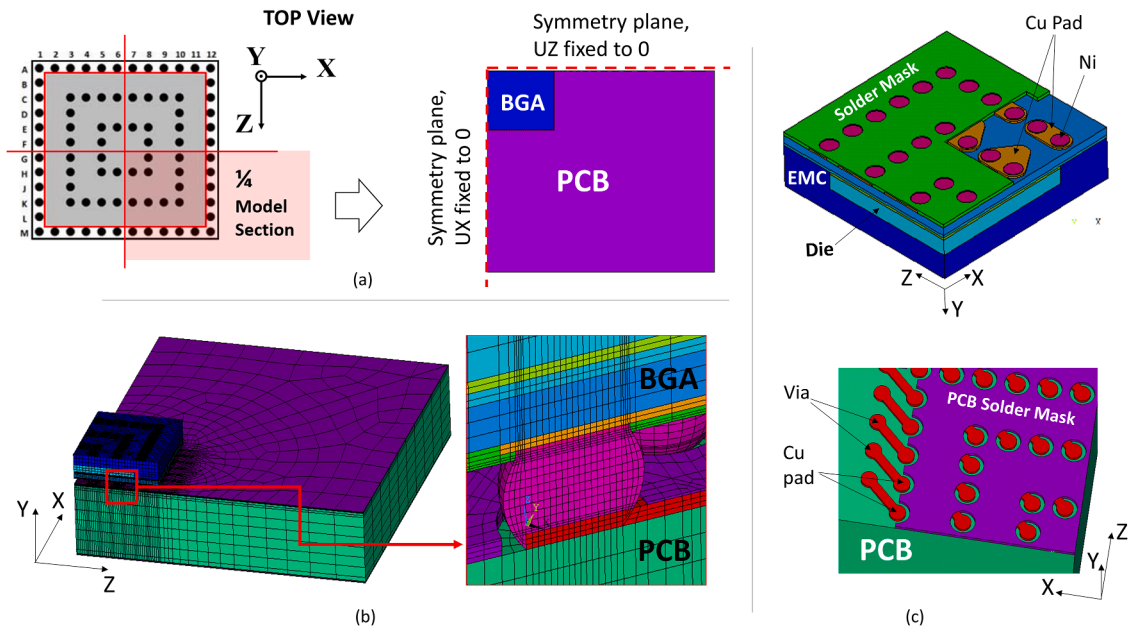 TOP View
1 2 3 4 5 6 7 8 9 10 11 12
A
B
C
D
E
F
G
H
J
K
L
M
Y
X
Z
¼
Model
Section
(a)
Symmetry plane,
UZ fixed to 0
Symmetry plane,
UX fixed to 0
BGA
PCB
Y
X
Z
(b)
BGA
PCB
Cu Pad
Ni
Solder Mask
EMC
Die
Z
X
Y
Via
Cu
pad
PCB Solder Mask
PCB
Z
Y
X
(c)